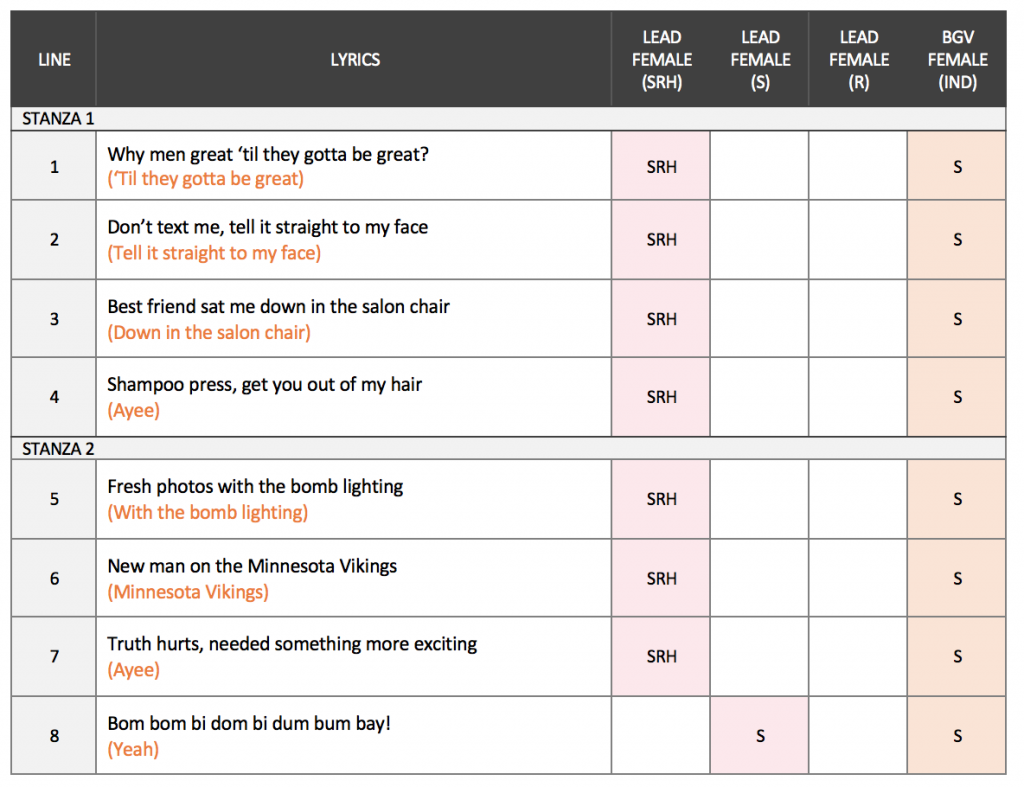 LINE LYRICS LEAD FEMALE (SRH) LEAD FEMALE (S) LEAD FEMALE (R) BGV FEMALE (IND)
STANZA 1
1 Why men great ‘til they gotta be great? SRH S
(‘Til they gotta be great)
2 Don’t text me, tell it straight to my face SRH S
(Tell it straight to my face)
3 Best friend sat me down in the salon chair SRH S
(Down in the salon chair)
4 Shampoo press, get you out of my hair SRH S
(Ayee)
STANZA 2
5 Fresh photos with the bomb lighting SRH S
(With the bomb lighting)
6 New man on the Minnesota Vikings SRH S
(Minnesota Vikings)
7 Truth hurts, needed something more exciting SRH S
(Ayee)
8 Bom bom bi dom bi dum bum bay! S S
(Yeah)